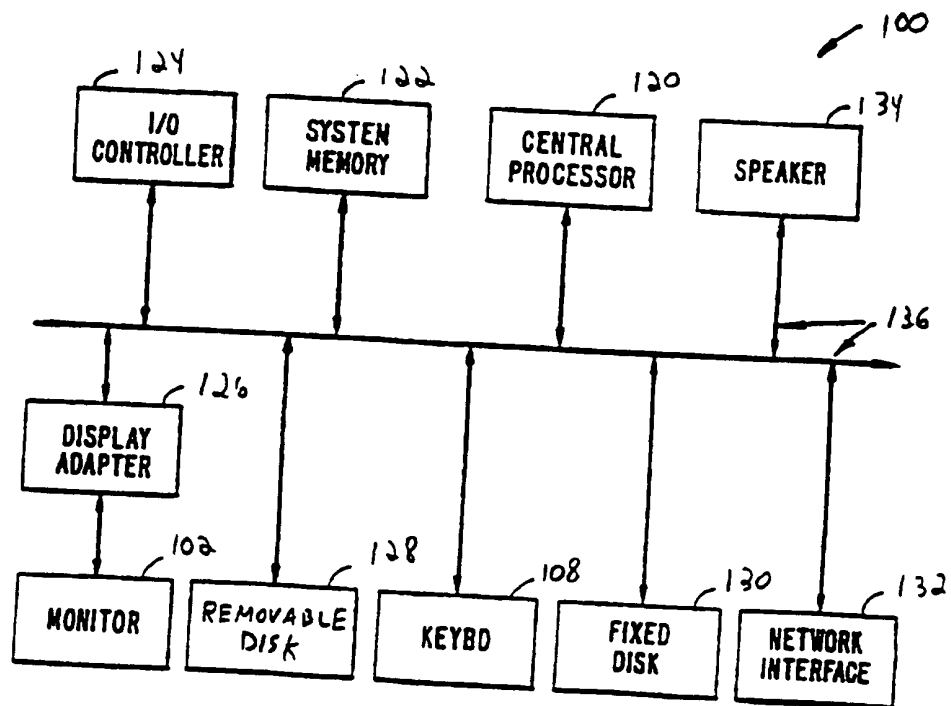 100
124
122
120
134
I/O
CONTROLLER
SYSTEM
MEMORY
CENTRAL
PROCESSOR
SPEAKER
136
126
DISPLAY
ADAPTER
102
128
108
130
132
MONITOR
REMOVABLE
DISK
KEYBD
FIXED
DISK
NETWORK
INTERFACE